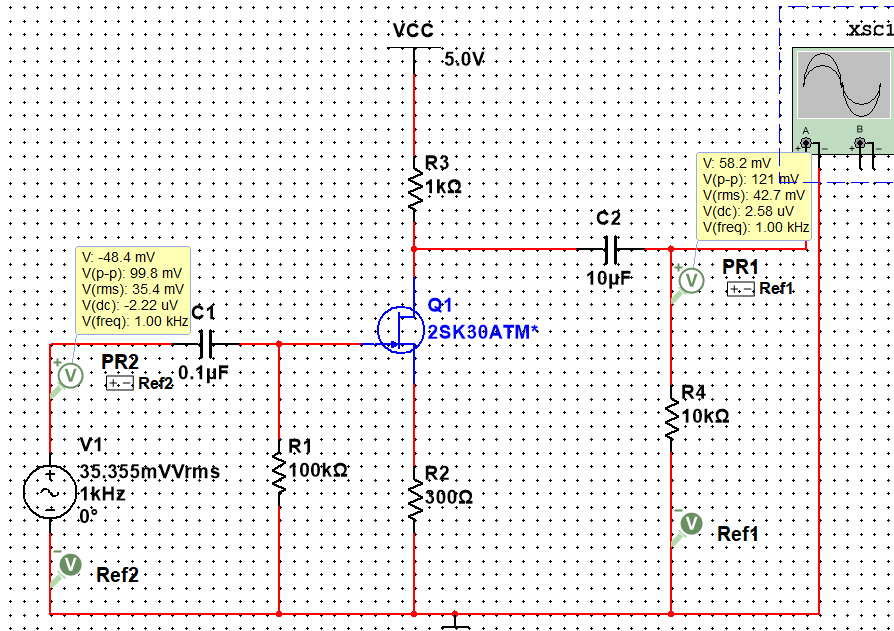 VCC
5.0V
xsc1
A
B
+
−
+
−
R3
1kΩ
V: 58.2 mV
V(p-p): 121 mV
V(rms): 42.7 mV
V(dc): 2.58 uV
V(freq): 1.00 kHz
C2
10µF
PR1
+
V
+.−
Ref1
V: -48.4 mV
V(p-p): 99.8 mV
V(rms): 35.4 mV
V(dc): -2.22 uV
V(freq): 1.00 kHz
C1
0.1µF
Q1
2SK30ATM*
PR2
+
V
+.−
Ref2
R4
10kΩ
V1
35.355mVVrms
1kHz
0°
+
−
R1
100kΩ
R2
300Ω
−
V
Ref1
−
V
Ref2